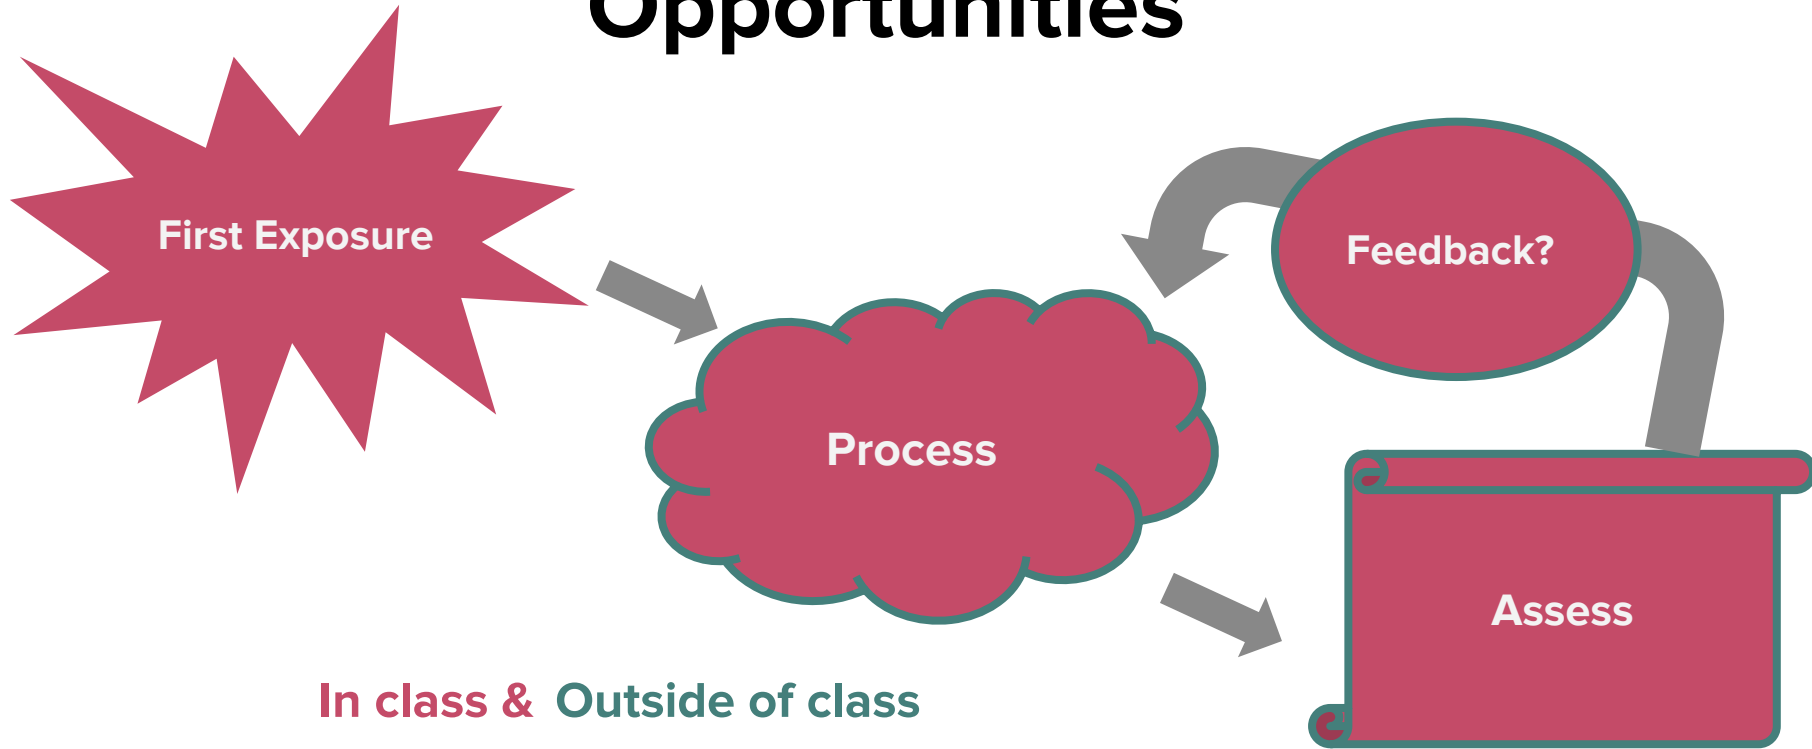 Opportunities
First Exposure
Feedback?
Process
Assess
In class & Outside of class